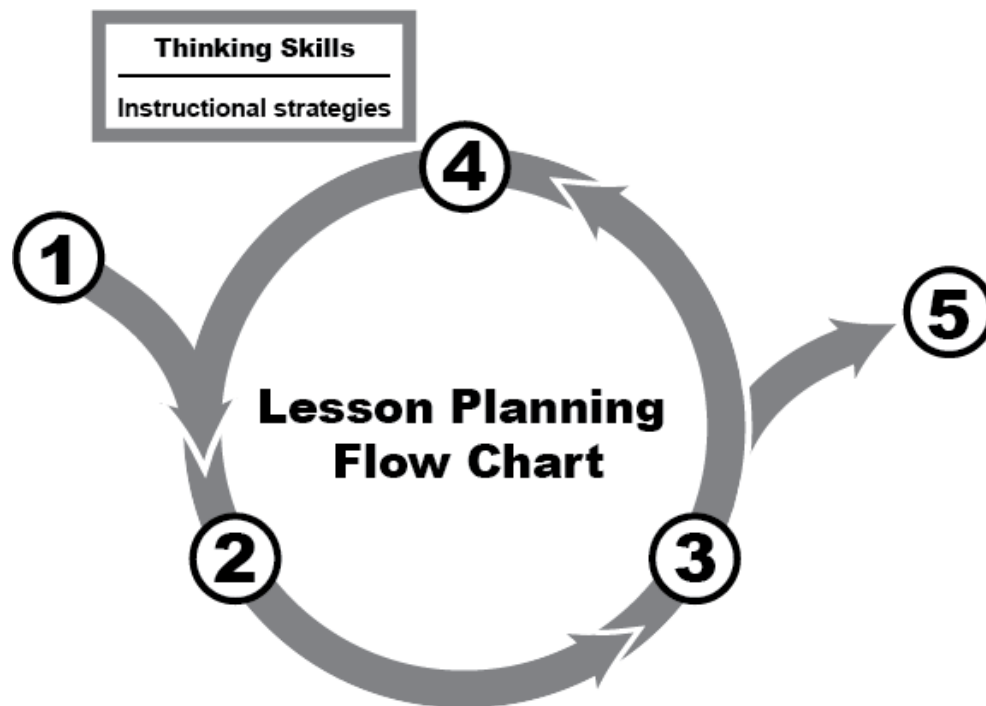 Thinking Skills
Instructional strategies
4
1
5
Lesson Planning
Flow Chart
2
3